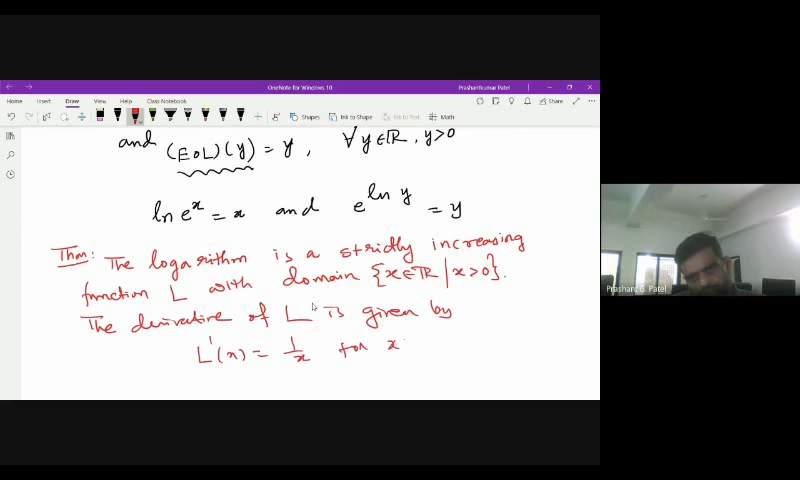 OneNote for Windows 10
Prashantkumar Patel
Home Insert Draw View Help Class Notebook
Share
Shapes Ink to Shape Ink to Text Math
and (E∘L)(y) = y, ∀ y ∈ ℝ, y>0
ln eˣ = x and e^{ln y} = y
Thm: The logarithm is a strictly increasing
function L with domain {x∈ℝ | x>0}.
The derivative of L is given by
L'(x) = 1/x for x
Prashant G. Patel